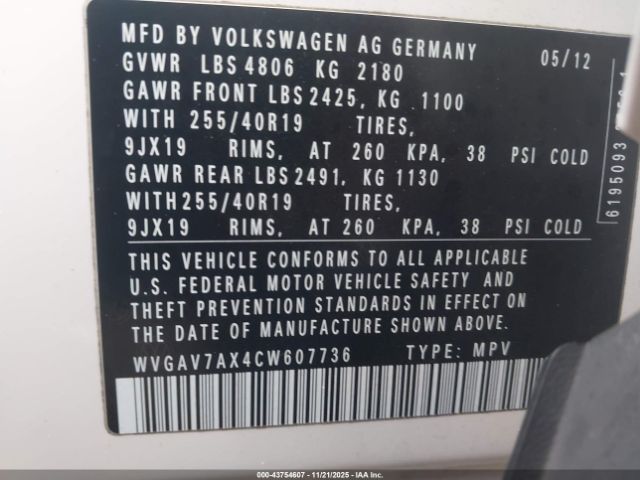 MFD BY VOLKSWAGEN AG GERMANY 05/12
GVWR LBS 4806 KG 2180
GAWR FRONT LBS 2425, KG 1100
WITH 255/40R19 TIRES,
9JX19 RIMS, AT 260 KPA, 38 PSI COLD
GAWR REAR LBS 2491, KG 1130
WITH 255/40R19 TIRES,
9JX19 RIMS, AT 260 KPA, 38 PSI COLD
THIS VEHICLE CONFORMS TO ALL APPLICABLE
U.S. FEDERAL MOTOR VEHICLE SAFETY AND
THEFT PREVENTION STANDARDS IN EFFECT ON
THE DATE OF MANUFACTURE SHOWN ABOVE.
WVGAV7AX4CW607736 TYPE: MPV
6195093
000-43754607 - 11/21/2025 - IAA Inc.